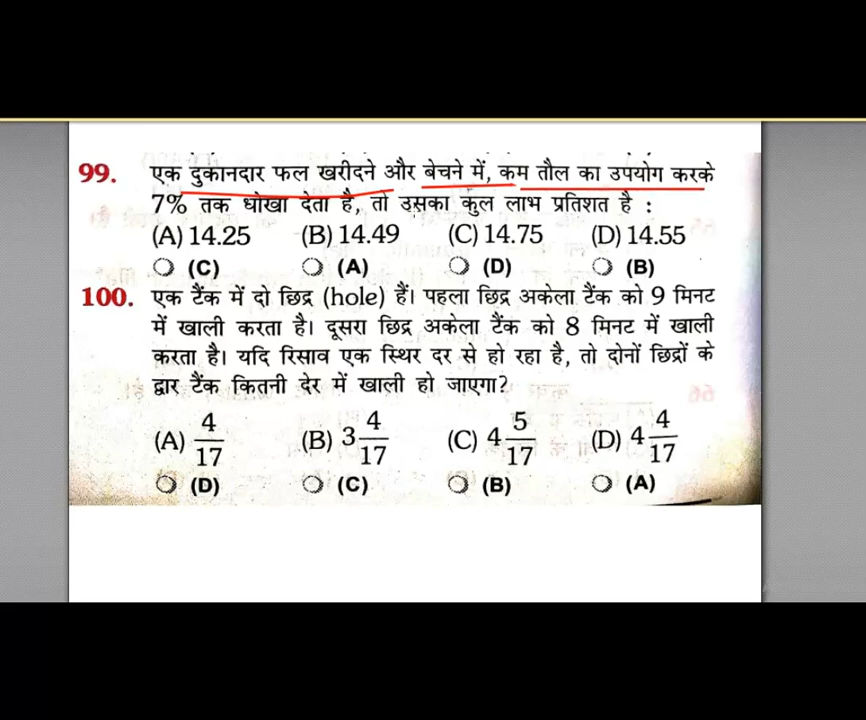 99. एक दुकानदार फल खरीदने और बेचने में, कम तौल का उपयोग करके
7% तक धोखा देता है, तो उसका कुल लाभ प्रतिशत है :
(A) 14.25 (B) 14.49 (C) 14.75 (D) 14.55
(C) (A) (D) (B)
100. एक टैंक में दो छिद्र (hole) हैं। पहला छिद्र अकेला टैंक को 9 मिनट
में खाली करता है। दूसरा छिद्र अकेला टैंक को 8 मिनट में खाली
करता है। यदि रिसाव एक स्थिर दर से हो रहा है, तो दोनों छिद्रों के
द्वार टैंक कितनी देर में खाली हो जाएगा?
(A) 4/17 (B) 3 4/17 (C) 4 5/17 (D) 4 4/17
(D) (C) (B) (A)